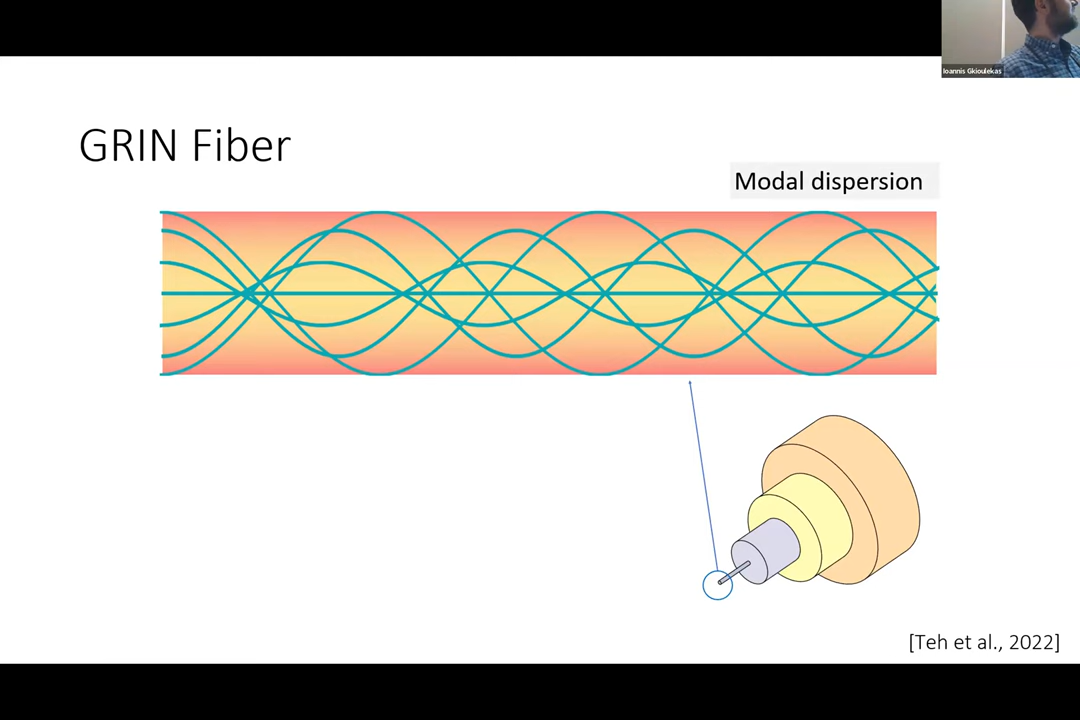 Ioannis Gkioulekas
GRIN Fiber
Modal dispersion
[Teh et al., 2022]